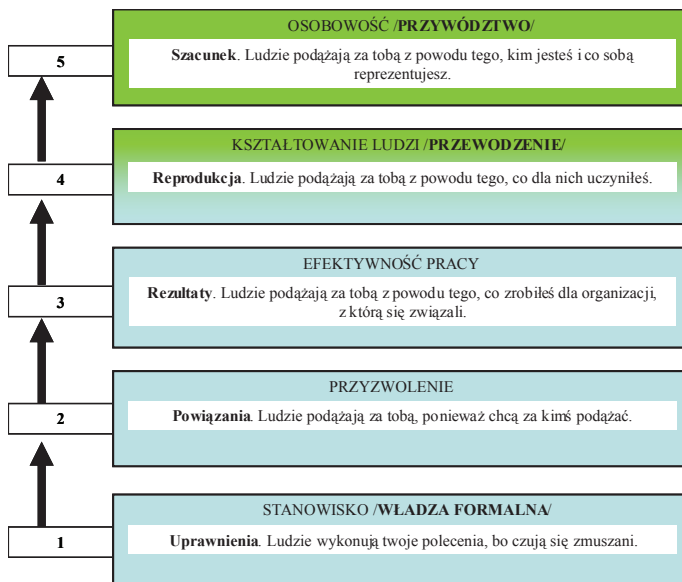 OSOBOWOŚĆ /PRZYWÓDZTWO/
5
Szacunek. Ludzie podążają za tobą z powodu tego, kim jesteś i co sobą
reprezentujesz.
KSZTAŁTOWANIE LUDZI /PRZEWODZENIE/
4
Reprodukcja. Ludzie podążają za tobą z powodu tego, co dla nich uczyniłeś.
EFEKTYWNOŚĆ PRACY
3
Rezultaty. Ludzie podążają za tobą z powodu tego, co zrobiłeś dla organizacji,
z którą się związali.
PRZYZWOLENIE
2
Powiązania. Ludzie podążają za tobą, ponieważ chcą za kimś podążać.
STANOWISKO /WŁADZA FORMALNA/
1
Uprawnienia. Ludzie wykonują twoje polecenia, bo czują się zmuszani.